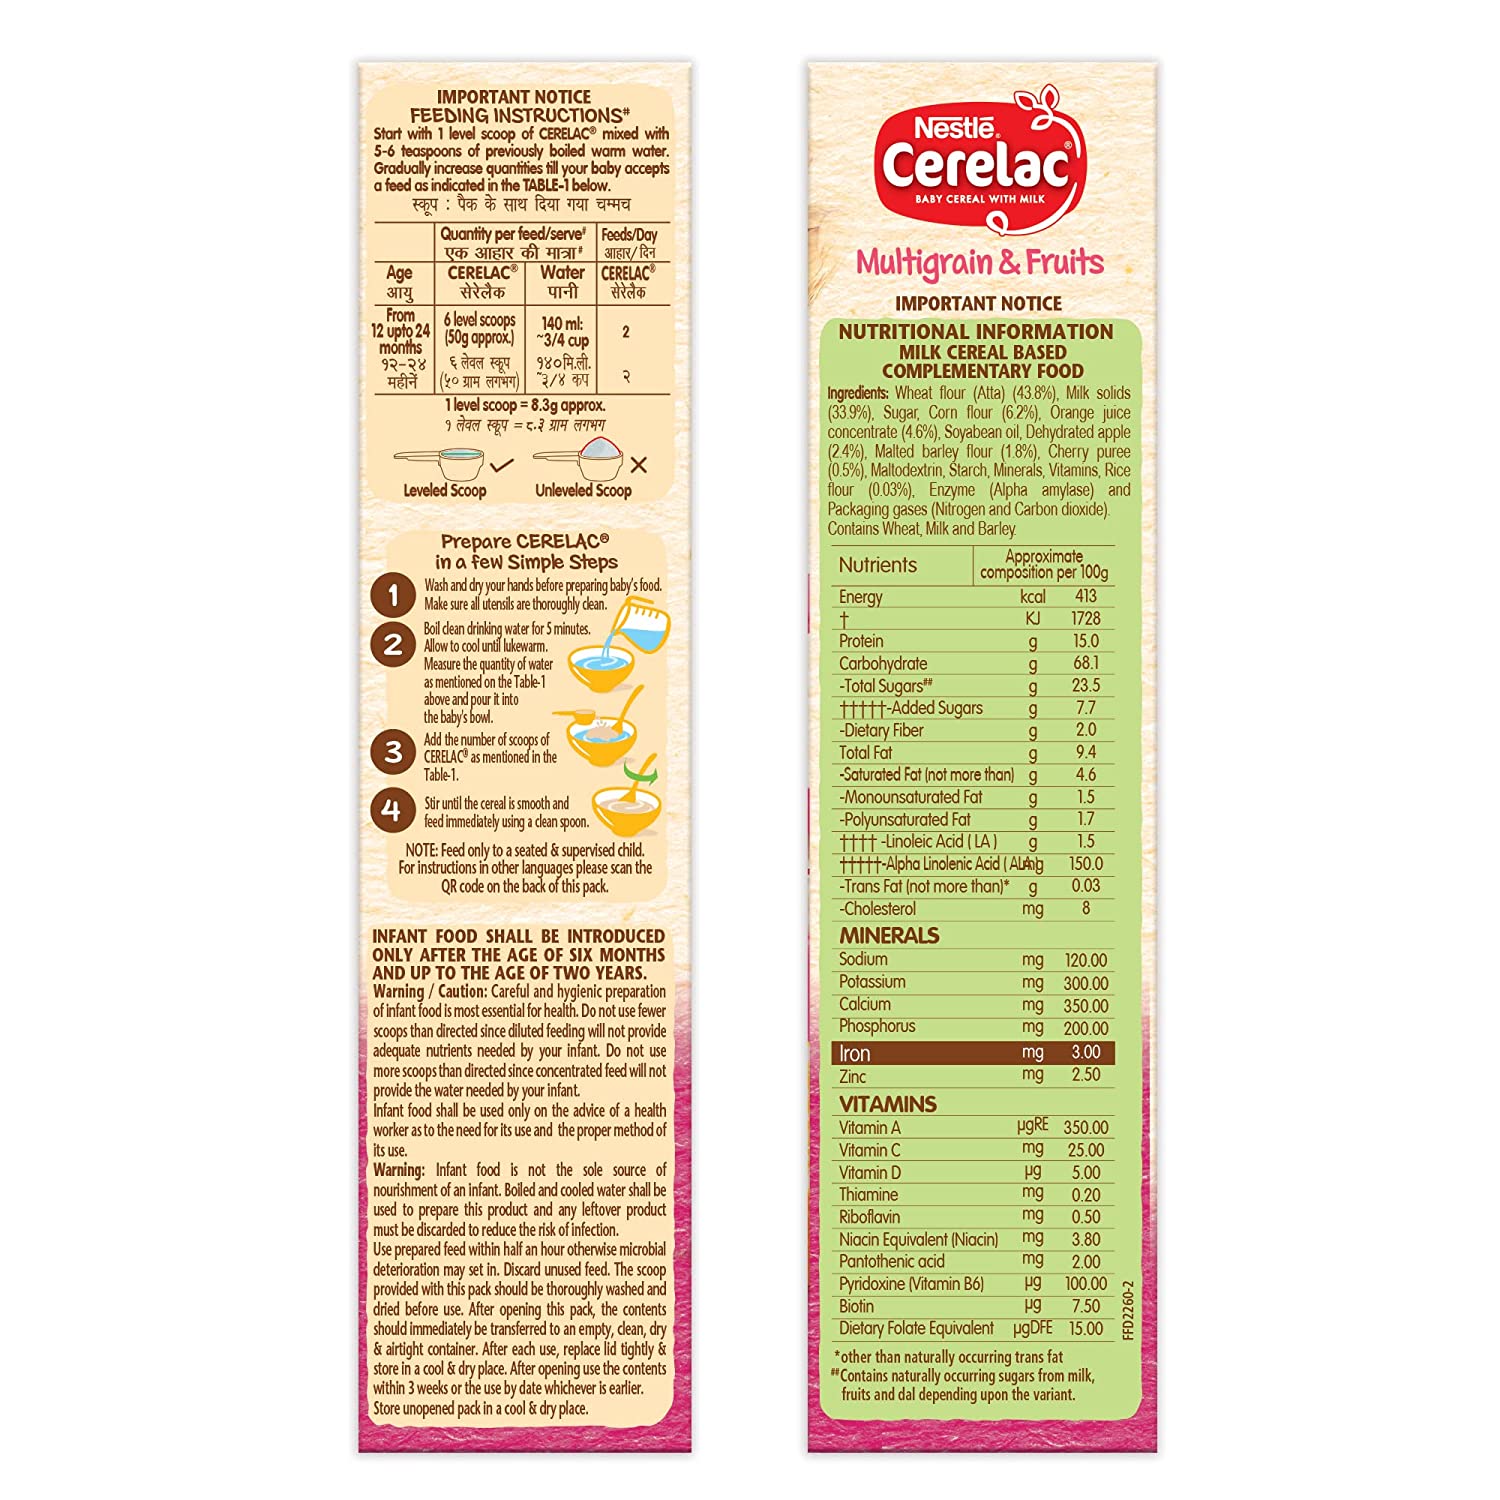 IMPORTANT NOTICE
FEEDING INSTRUCTIONS#
Start with 1 level scoop of CERELAC® mixed with
5-6 teaspoons of previously boiled warm water.
Gradually increase quantities till your baby accepts
a feed as indicated in the TABLE-1 below.
स्कूप : पैक के साथ दिया गया चम्मच
Quantity per feed/serve# Feeds/Day
एक आहार की मात्रा# आहार/दिन
Age CERELAC® Water CERELAC®
आयु सेरेलैक पानी सेरेलैक
From
12 upto 24
months
6 level scoops
(50g approx.)
140 ml:
~3/4 cup
2
१२-२४
महीनें
६ लेवल स्कूप
(५० ग्राम लगभग)
१४०मि.ली.
~३/४ कप
२
1 level scoop = 8.3g approx.
१ लेवल स्कूप = ८.३ ग्राम लगभग
Leveled Scoop Unleveled Scoop
Prepare CERELAC®
in a few Simple Steps
1
Wash and dry your hands before preparing baby's food.
Make sure all utensils are thoroughly clean.
2
Boil clean drinking water for 5 minutes.
Allow to cool until lukewarm.
Measure the quantity of water
as mentioned on the Table-1
above and pour it into
the baby's bowl.
3
Add the number of scoops of
CERELAC® as mentioned in the
Table-1.
4
Stir until the cereal is smooth and
feed immediately using a clean spoon.
NOTE: Feed only to a seated & supervised child.
For instructions in other languages please scan the
QR code on the back of this pack.
INFANT FOOD SHALL BE INTRODUCED
ONLY AFTER THE AGE OF SIX MONTHS
AND UP TO THE AGE OF TWO YEARS.
Warning / Caution: Careful and hygienic preparation
of infant food is most essential for health. Do not use fewer
scoops than directed since diluted feeding will not provide
adequate nutrients needed by your infant. Do not use
more scoops than directed since concentrated feed will not
provide the water needed by your infant.
Infant food shall be used only on the advice of a health
worker as to the need for its use and the proper method of
its use.
Warning: Infant food is not the sole source of
nourishment of an infant. Boiled and cooled water shall be
used to prepare this product and any leftover product
must be discarded to reduce the risk of infection.
Use prepared feed within half an hour otherwise microbial
deterioration may set in. Discard unused feed. The scoop
provided with this pack should be thoroughly washed and
dried before use. After opening this pack, the contents
should immediately be transferred to an empty, clean, dry
& airtight container. After each use, replace lid tightly &
store in a cool & dry place. After opening use the contents
within 3 weeks or the use by date whichever is earlier.
Store unopened pack in a cool & dry place.
Nestlé®
Cerelac®
BABY CEREAL WITH MILK
Multigrain & Fruits
IMPORTANT NOTICE
NUTRITIONAL INFORMATION
MILK CEREAL BASED
COMPLEMENTARY FOOD
Ingredients: Wheat flour (Atta) (43.8%), Milk solids
(33.9%), Sugar, Corn flour (6.2%), Orange juice
concentrate (4.6%), Soyabean oil, Dehydrated apple
(2.4%), Malted barley flour (1.8%), Cherry puree
(0.5%), Maltodextrin, Starch, Minerals, Vitamins, Rice
flour (0.03%), Enzyme (Alpha amylase) and
Packaging gases (Nitrogen and Carbon dioxide).
Contains Wheat, Milk and Barley.
Nutrients Approximate
composition per 100g
Energy kcal 413
† KJ 1728
Protein g 15.0
Carbohydrate g 68.1
-Total Sugars## g 23.5
†††††-Added Sugars g 7.7
-Dietary Fiber g 2.0
Total Fat g 9.4
-Saturated Fat (not more than) g 4.6
-Monounsaturated Fat g 1.5
-Polyunsaturated Fat g 1.7
†††† -Linoleic Acid ( LA ) g 1.5
†††††-Alpha Linolenic Acid ( ALA ) mg 150.0
-Trans Fat (not more than)* g 0.03
-Cholesterol mg 8
MINERALS
Sodium mg 120.00
Potassium mg 300.00
Calcium mg 350.00
Phosphorus mg 200.00
Iron mg 3.00
Zinc mg 2.50
VITAMINS
Vitamin A µgRE 350.00
Vitamin C mg 25.00
Vitamin D µg 5.00
Thiamine mg 0.20
Riboflavin mg 0.50
Niacin Equivalent (Niacin) mg 3.80
Pantothenic acid mg 2.00
Pyridoxine (Vitamin B6) µg 100.00
Biotin µg 7.50
Dietary Folate Equivalent µgDFE 15.00
FFD2260-2
*other than naturally occurring trans fat
##Contains naturally occurring sugars from milk,
fruits and dal depending upon the variant.